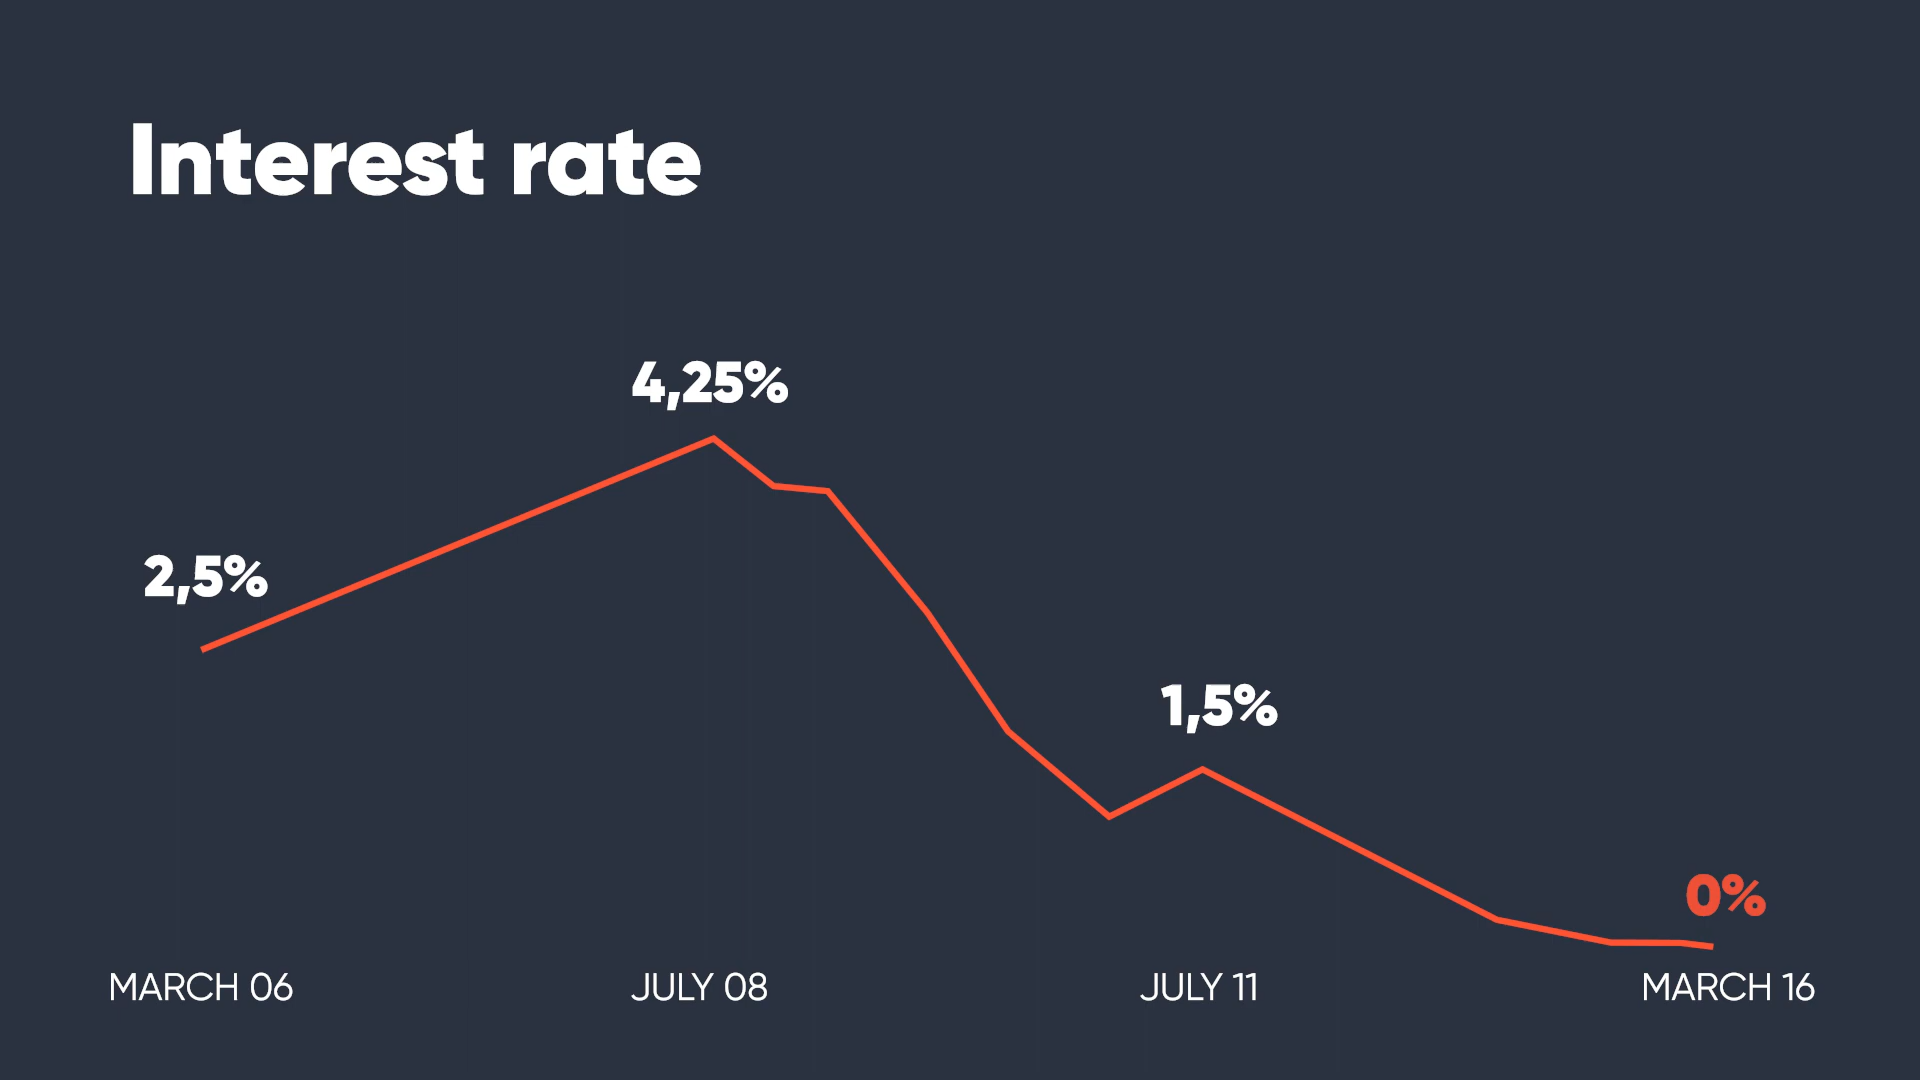 Interest rate
4,25%
2,5%
1,5%
0%
MARCH 06
JULY 08
JULY 11
MARCH 16